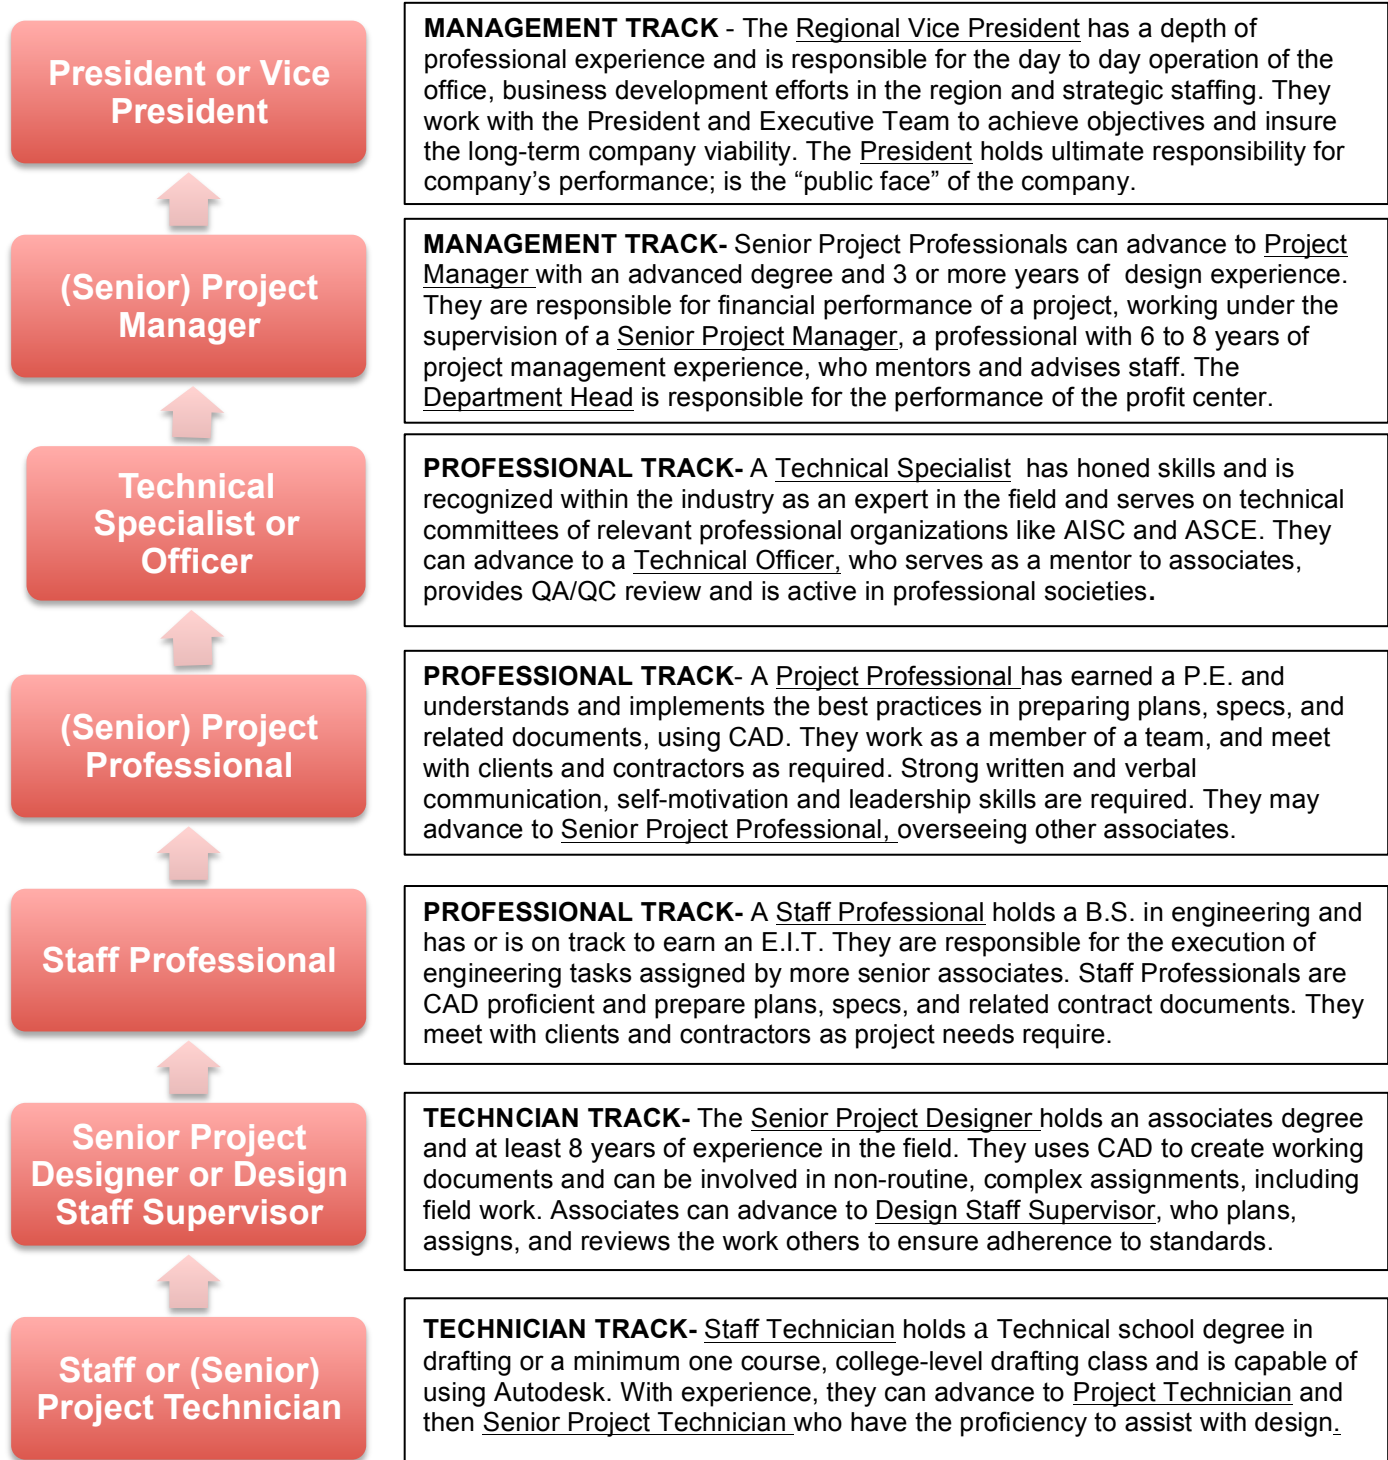 President or Vice
President
MANAGEMENT TRACK - The Regional Vice President has a depth of
professional experience and is responsible for the day to day operation of the
office, business development efforts in the region and strategic staffing. They
work with the President and Executive Team to achieve objectives and insure
the long-term company viability. The President holds ultimate responsibility for
company's performance; is the “public face” of the company.
(Senior) Project
Manager
MANAGEMENT TRACK- Senior Project Professionals can advance to Project
Manager with an advanced degree and 3 or more years of design experience.
They are responsible for financial performance of a project, working under the
supervision of a Senior Project Manager, a professional with 6 to 8 years of
project management experience, who mentors and advises staff. The
Department Head is responsible for the performance of the profit center.
Technical
Specialist or
Officer
PROFESSIONAL TRACK- A Technical Specialist has honed skills and is
recognized within the industry as an expert in the field and serves on technical
committees of relevant professional organizations like AISC and ASCE. They
can advance to a Technical Officer, who serves as a mentor to associates,
provides QA/QC review and is active in professional societies.
(Senior) Project
Professional
PROFESSIONAL TRACK- A Project Professional has earned a P.E. and
understands and implements the best practices in preparing plans, specs, and
related documents, using CAD. They work as a member of a team, and meet
with clients and contractors as required. Strong written and verbal
communication, self-motivation and leadership skills are required. They may
advance to Senior Project Professional, overseeing other associates.
Staff Professional
PROFESSIONAL TRACK- A Staff Professional holds a B.S. in engineering and
has or is on track to earn an E.I.T. They are responsible for the execution of
engineering tasks assigned by more senior associates. Staff Professionals are
CAD proficient and prepare plans, specs, and related contract documents. They
meet with clients and contractors as project needs require.
Senior Project
Designer or Design
Staff Supervisor
TECHNCIAN TRACK- The Senior Project Designer holds an associates degree
and at least 8 years of experience in the field. They uses CAD to create working
documents and can be involved in non-routine, complex assignments, including
field work. Associates can advance to Design Staff Supervisor, who plans,
assigns, and reviews the work others to ensure adherence to standards.
Staff or (Senior)
Project Technician
TECHNICIAN TRACK- Staff Technician holds a Technical school degree in
drafting or a minimum one course, college-level drafting class and is capable of
using Autodesk. With experience, they can advance to Project Technician and
then Senior Project Technician who have the proficiency to assist with design.